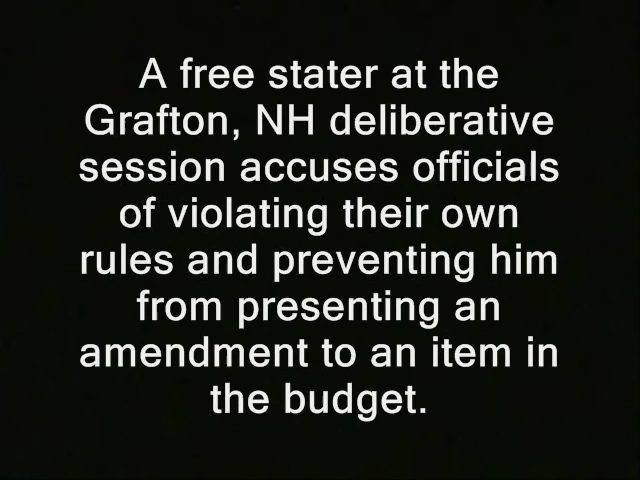 A free stater at the
Grafton, NH deliberative
session accuses officials
of violating their own
rules and preventing him
from presenting an
amendment to an item in
the budget.